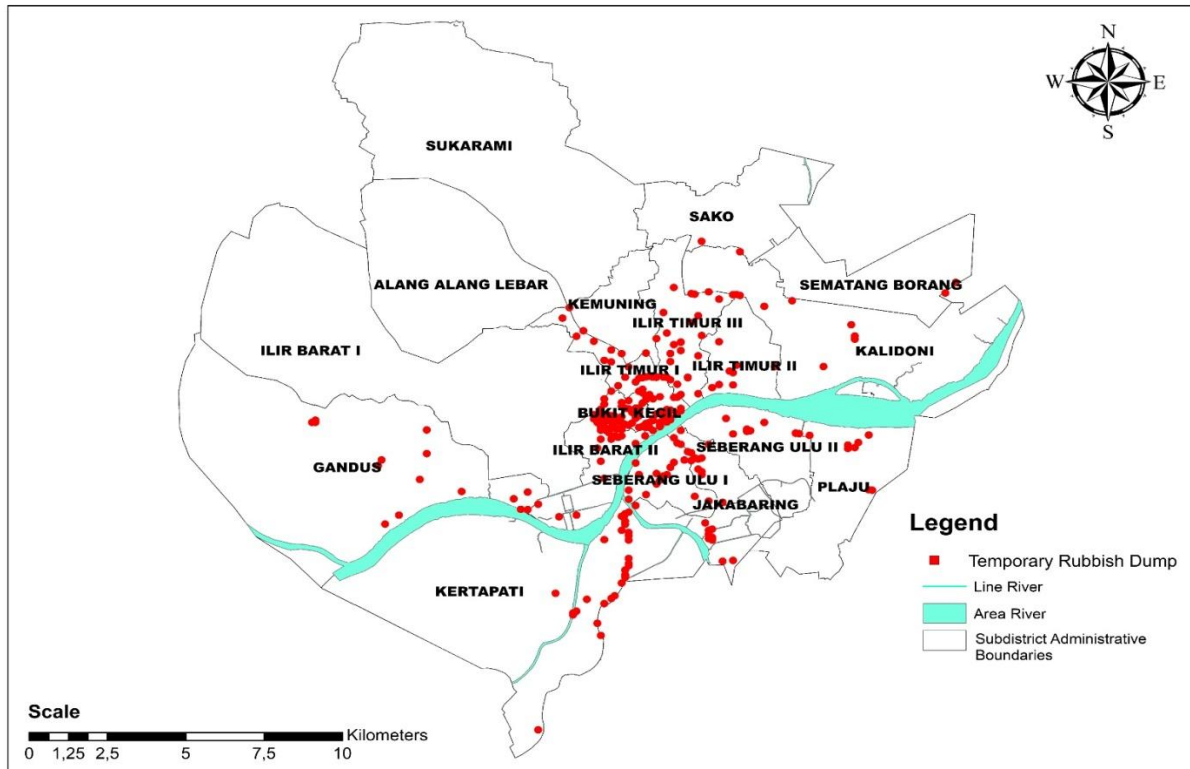 N
W E
S
SUKARAMI
SAKO
ALANG ALANG LEBAR
SEMATANG BORANG
KEMUNING
ILIR TIMUR III
ILIR BARAT I
KALIDONI
ILIR TIMUR I
ILIR TIMUR II
BUKIT KECIL
ILIR BARAT II
SEBERANG ULU II
GANDUS
SEBERANG ULU I
PLAJU
JAKABARING
KERTAPATI
Legend
Temporary Rubbish Dump
Line River
Area River
Subdistrict Administrative
Boundaries
Scale
Kilometers
0 1,25 2,5 5 7,5 10